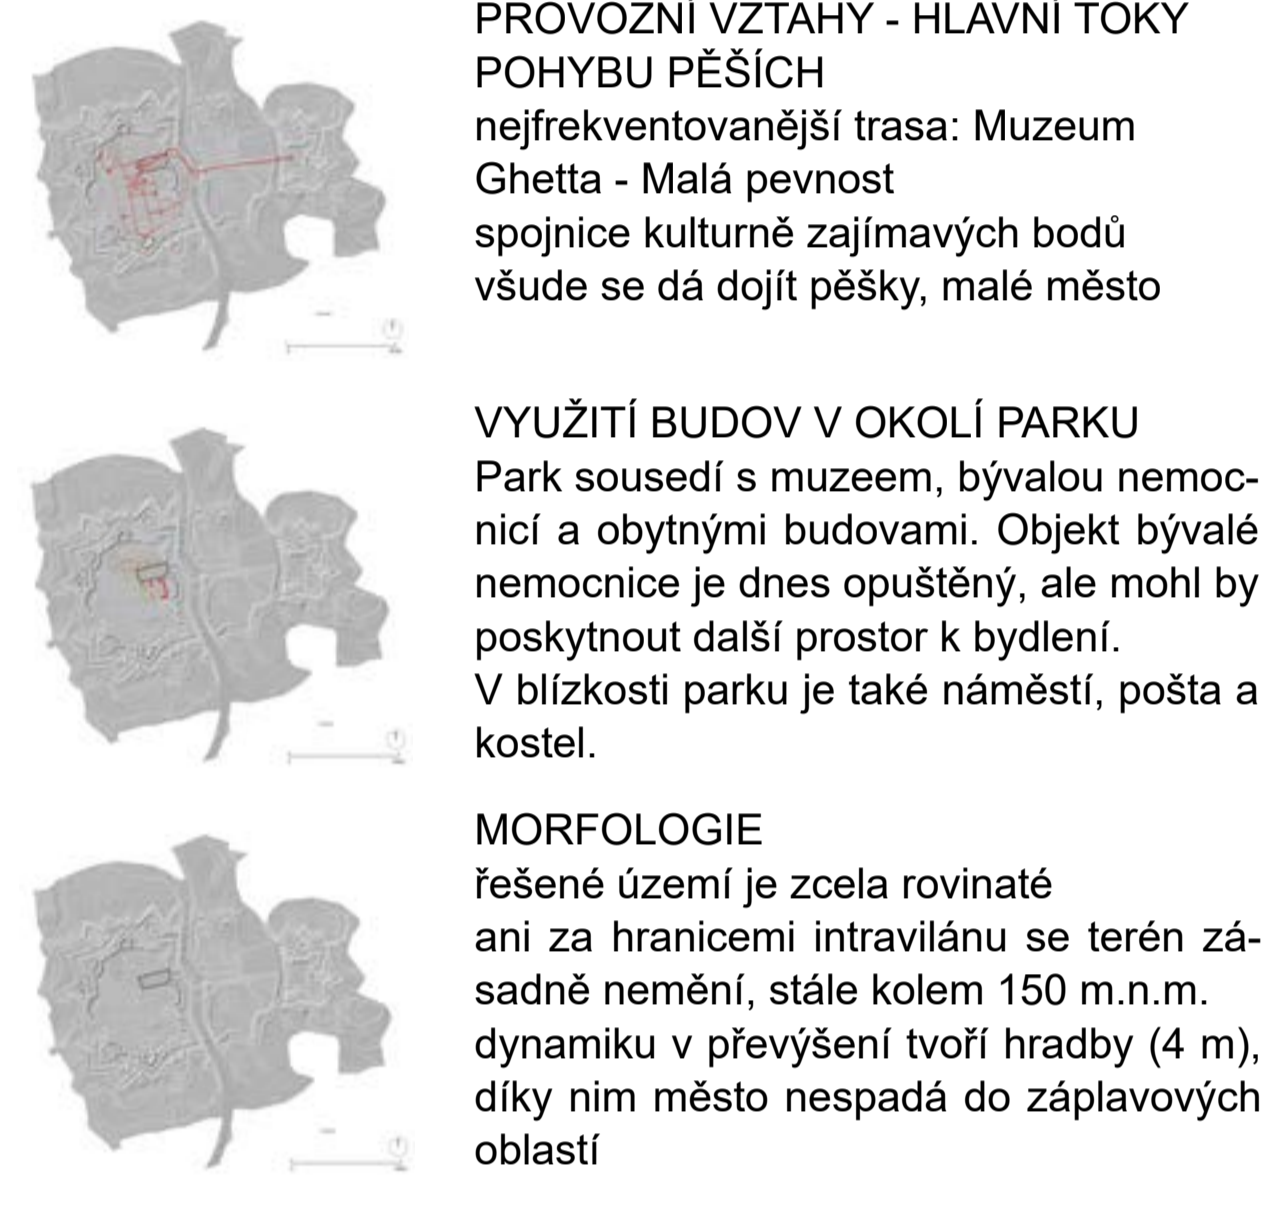 PROVOZNÍ VZTAHY - HLAVNÍ TOKY
POHYBU PĚŠÍCH
nejfrekventovanější trasa: Muzeum
Ghetta - Malá pevnost
spojnice kulturně zajímavých bodů
všude se dá dojít pěšky, malé město
VYUŽITÍ BUDOV V OKOLÍ PARKU
Park sousedí s muzeem, bývalou nemoc-
nicí a obytnými budovami. Objekt bývalé
nemocnice je dnes opuštěný, ale mohl by
poskytnout další prostor k bydlení.
V blízkosti parku je také náměstí, pošta a
kostel.
MORFOLOGIE
řešené území je zcela rovinaté
ani za hranicemi intravilánu se terén zá-
sadně nemění, stále kolem 150 m.n.m.
dynamiku v převýšení tvoří hradby (4 m),
díky nim město nespadá do záplavových
oblastí